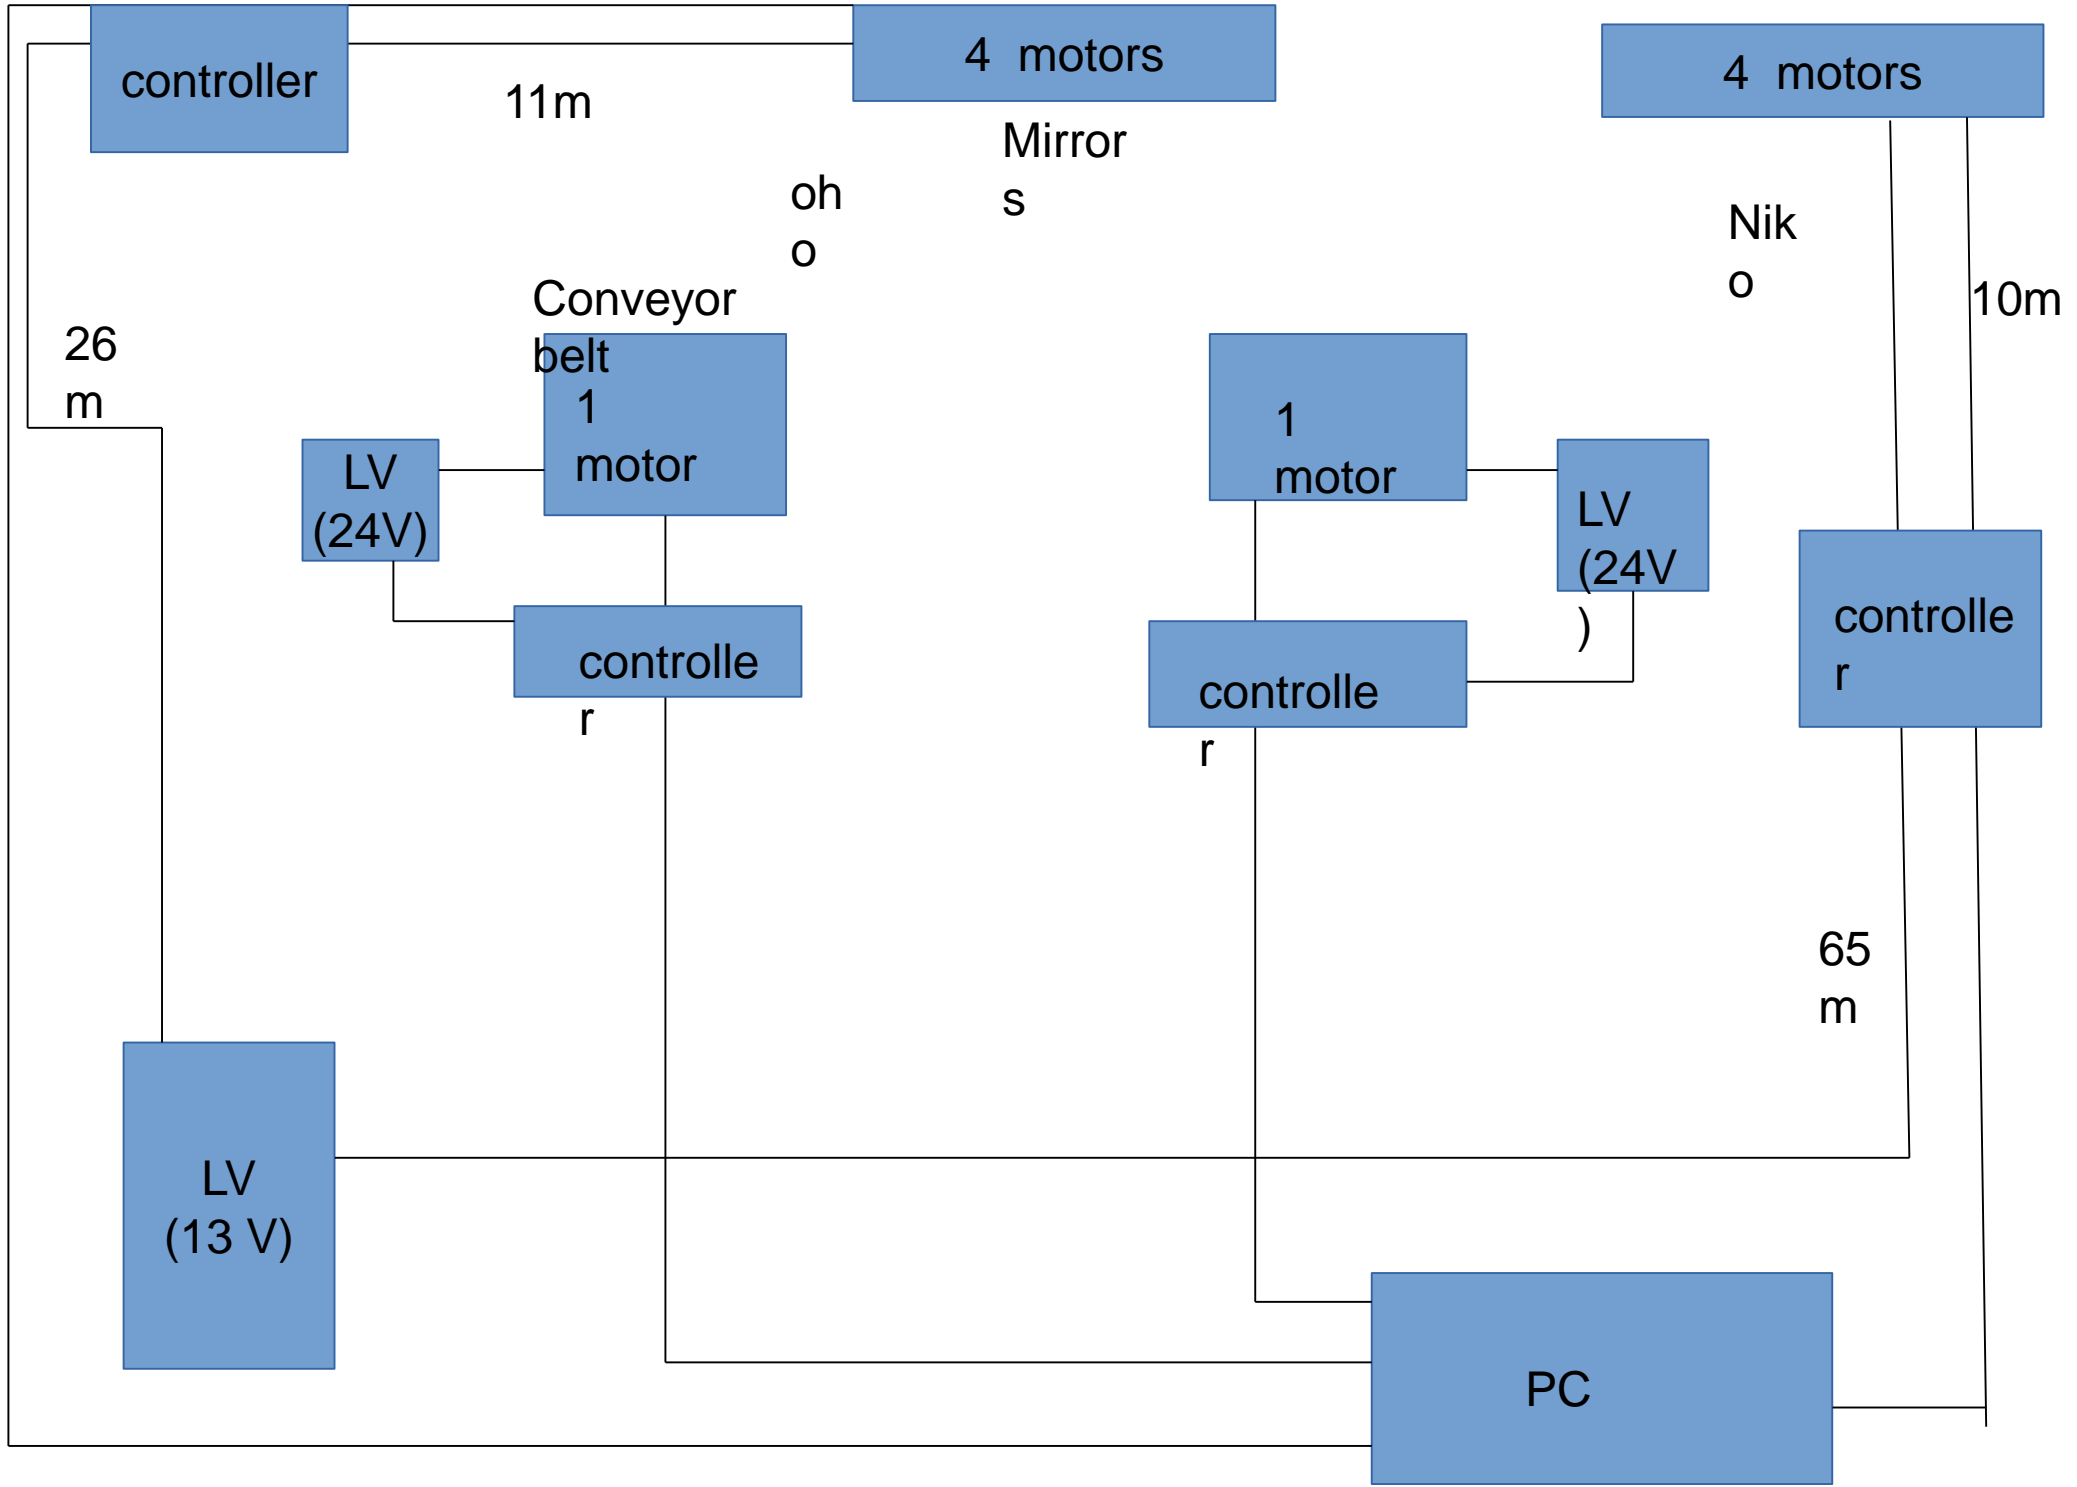 controller
11m
4 motors
4 motors
Mirror
s
oh
o
Nik
o
10m
Conveyor
belt
26
m
1
motor
1
motor
LV
(24V)
LV
(24V
)
controlle
r
controlle
r
controlle
r
65
m
LV
(13 V)
PC